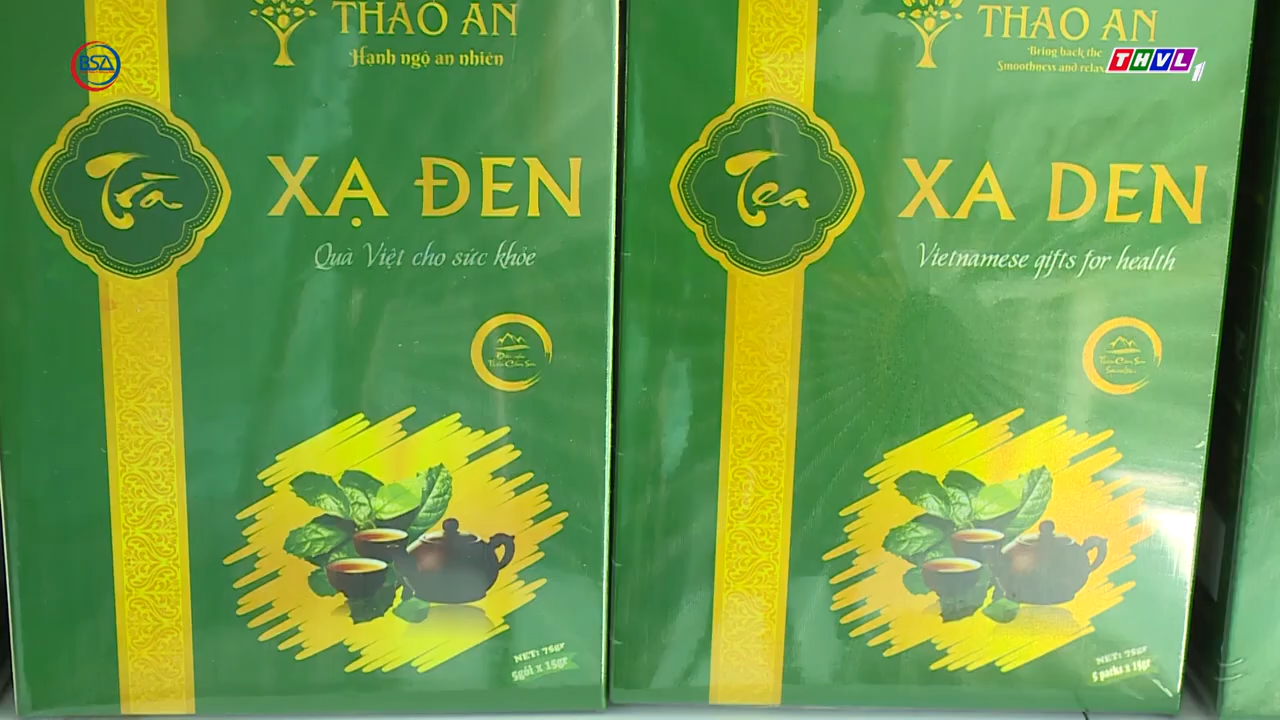 BSA
THẢO AN
Hạnh ngộ an nhiên
Trà
XẠ ĐEN
Quà Việt cho sức khỏe
NET: 75gr
5gói x 15gr
THAO AN
Bring back the
Smoothness and relax
THVL1
Tea
XA DEN
Vietnamese gifts for health
NET: 75gr
5 packs x 15gr